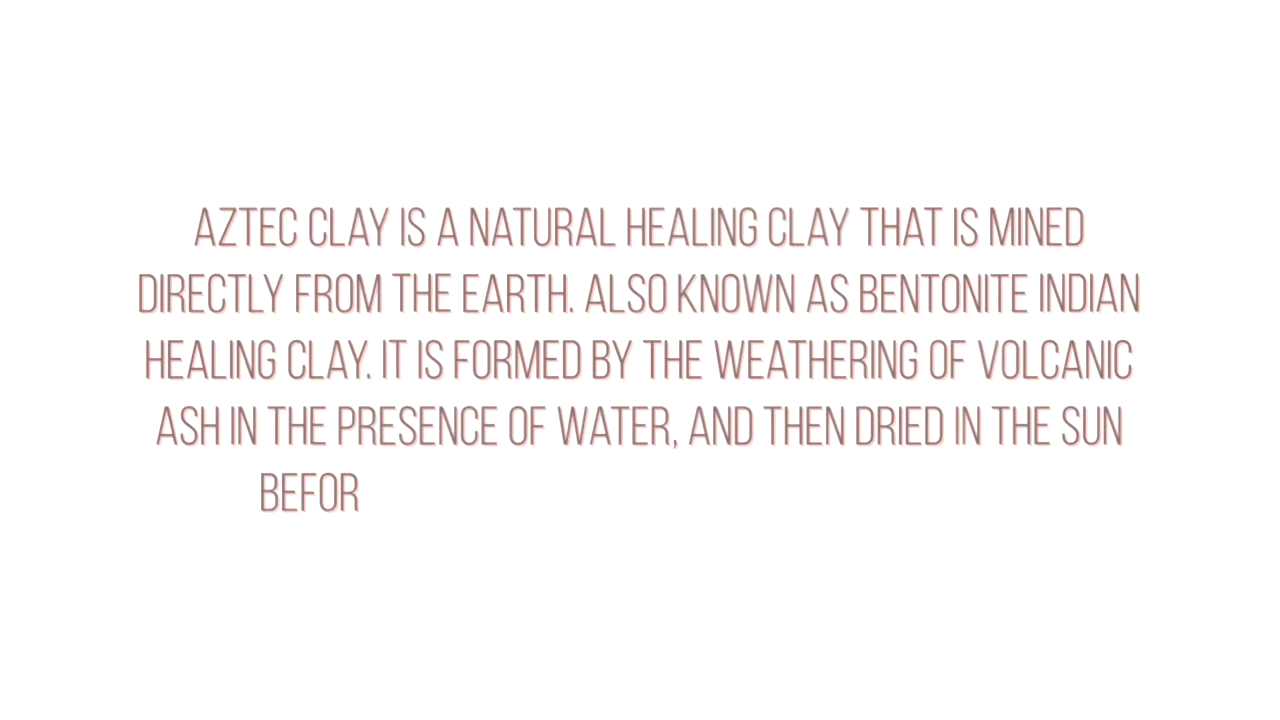 AZTEC CLAY IS A NATURAL HEALING CLAY THAT IS MINED
DIRECTLY FROM THE EARTH. ALSO KNOWN AS BENTONITE INDIAN
HEALING CLAY. IT IS FORMED BY THE WEATHERING OF VOLCANIC
ASH IN THE PRESENCE OF WATER, AND THEN DRIED IN THE SUN
BEFOR